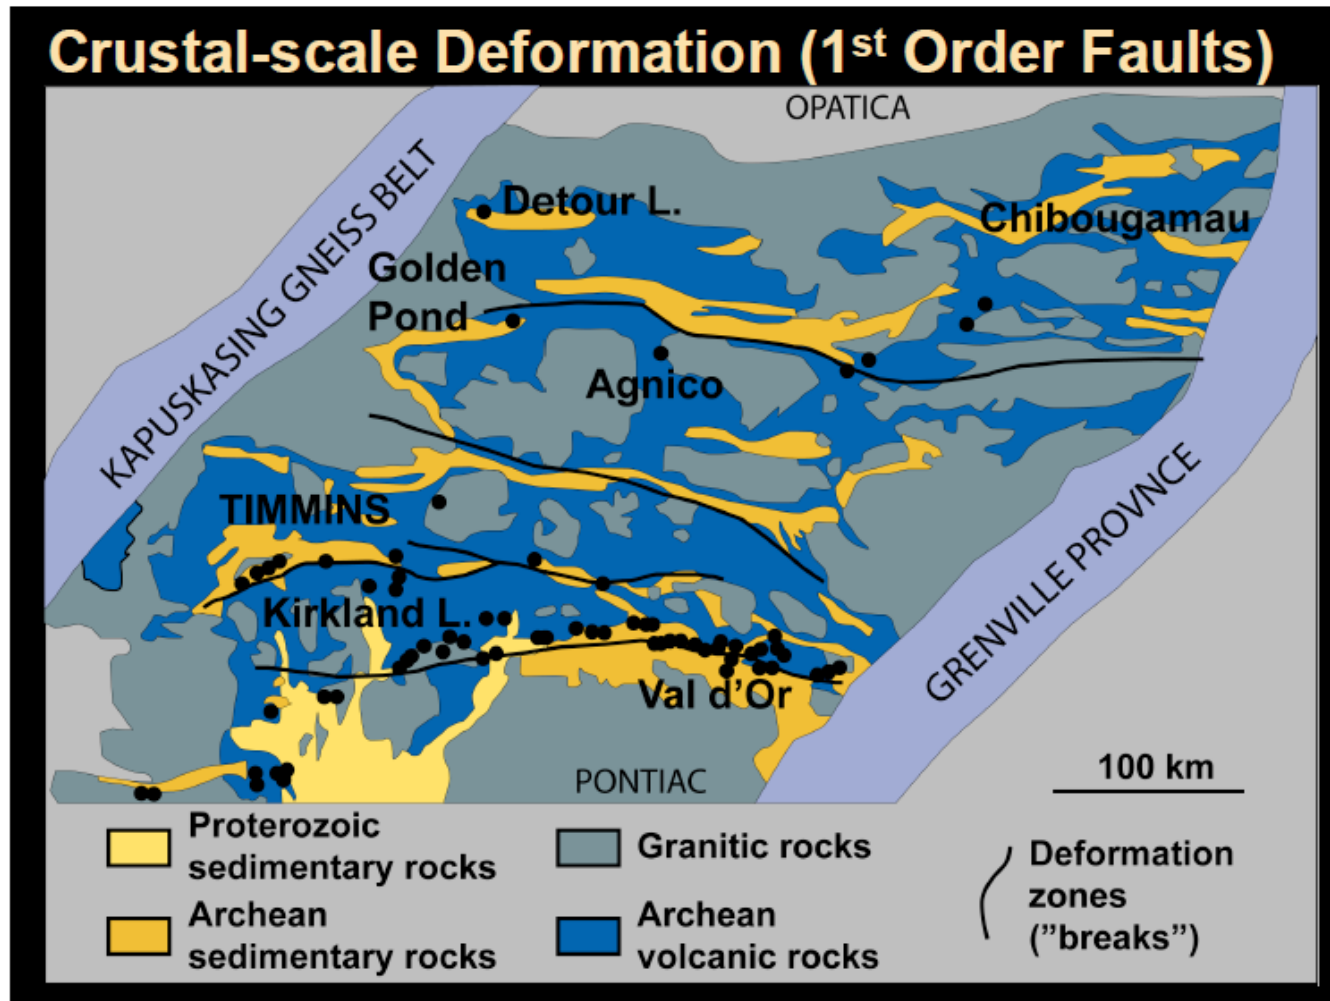 Crustal-scale Deformation (1st Order Faults)
OPATICA
KAPUSKASING GNEISS BELT
Detour L.
Chibougamau
Golden
Pond
Agnico
TIMMINS
Kirkland L.
Val d'Or
GRENVILLE PROVNCE
PONTIAC
100 km
Proterozoic
sedimentary rocks
Granitic rocks
Archean
sedimentary rocks
Archean
volcanic rocks
Deformation
zones
(”breaks”)